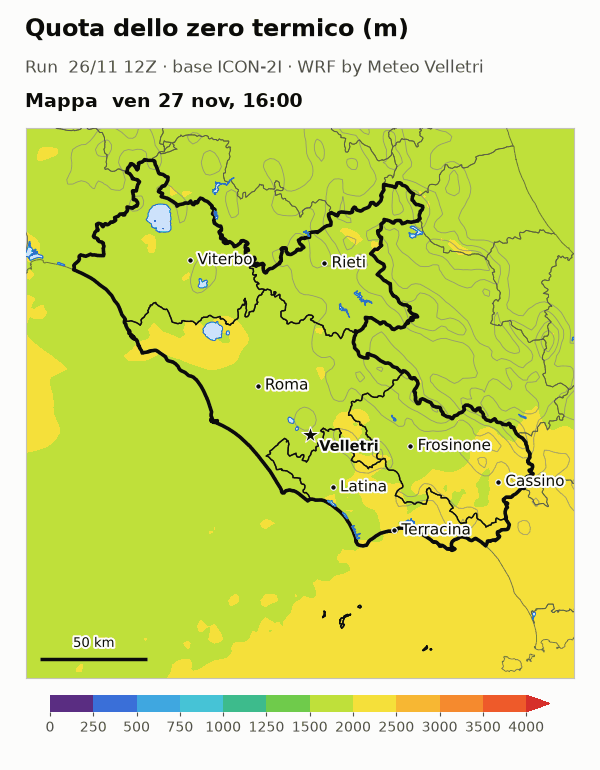 Quota dello zero termico (m)
Run  26/11 12Z · base ICON-2I · WRF by Meteo Velletri
Mappa  ven 27 nov, 16:00
Viterbo
Rieti
Roma
Velletri
Frosinone
Latina
Cassino
Terracina
50 km
0 250 500 750 1000 1250 1500 2000 2500 3000 3500 4000